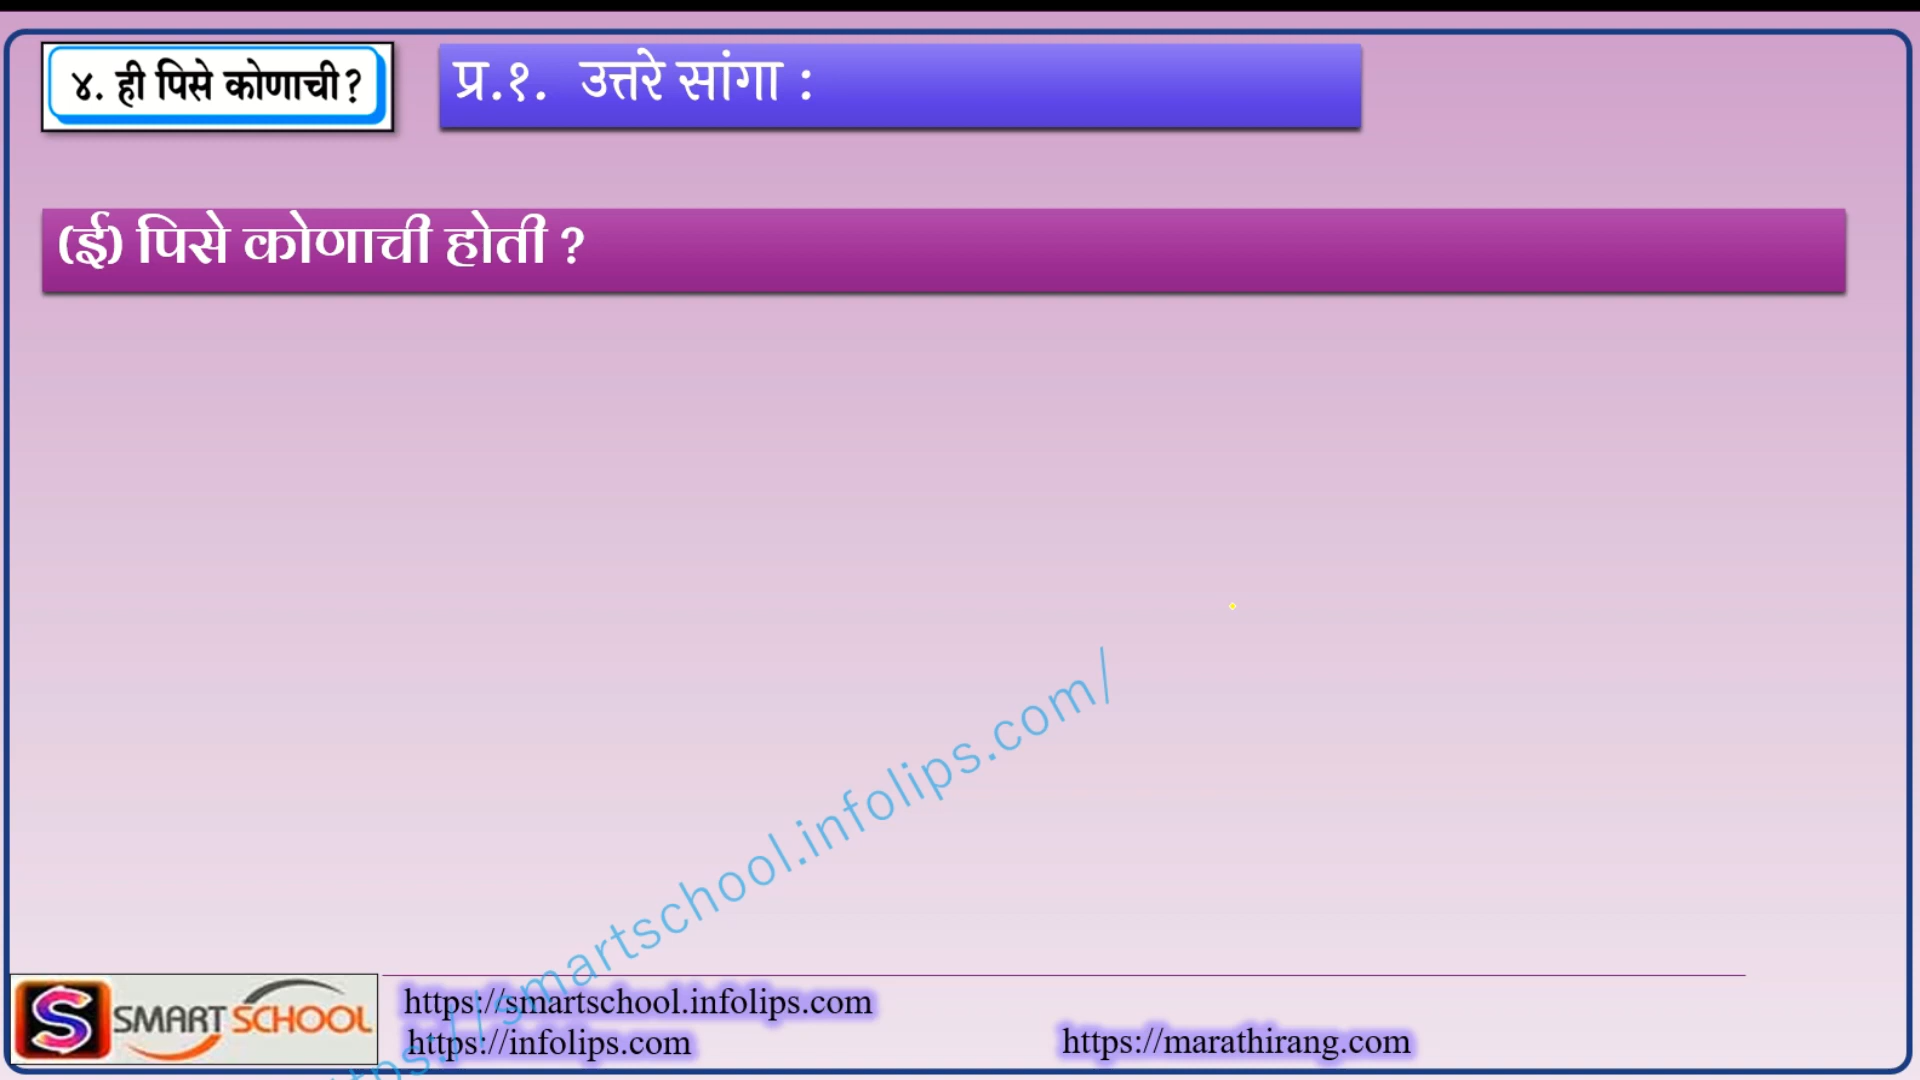 ४. ही पिसे कोणाची?
प्र.१. उत्तरे सांगा :
(ई) पिसे कोणाची होती ?
https://smartschool.infolips.com/
SMART SCHOOL
https://smartschool.infolips.com
https://infolips.com
https://marathirang.com